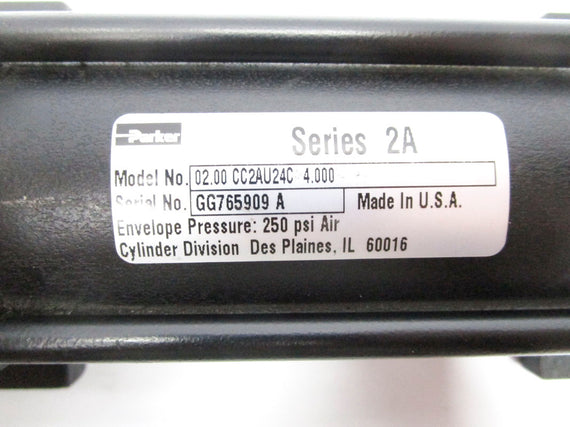 Parker
Series 2A
Model No. 02.00 CC2AU24C 4.000
Serial No. GG765909 A Made In U.S.A.
Envelope Pressure: 250 psi Air
Cylinder Division Des Plaines, IL 60016